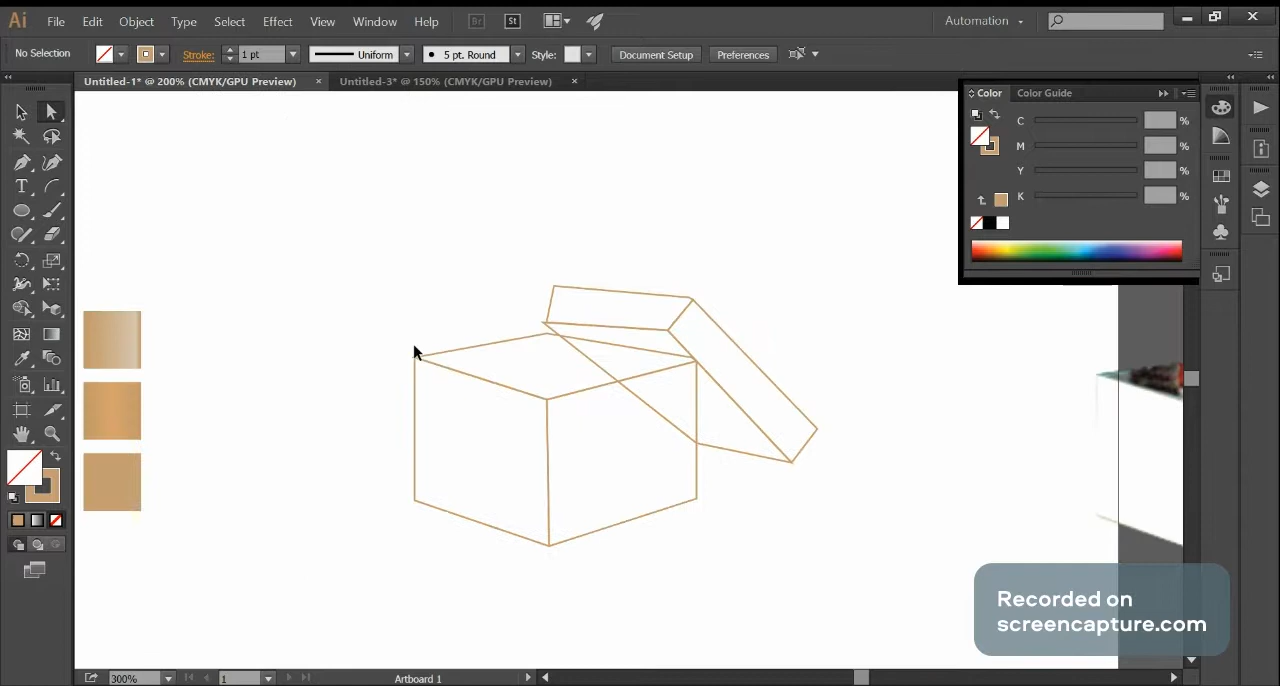 Ai File Edit Object Type Select Effect View Window Help Br St Automation
No Selection Stroke: 1 pt Uniform 5 pt. Round Style: Document Setup Preferences
Untitled-1* @ 200% (CMYK/GPU Preview) × Untitled-3* @ 150% (CMYK/GPU Preview) ×
Color Color Guide
C %
M %
Y %
K %
T
Recorded on
screencapture.com
300% 1 Artboard 1